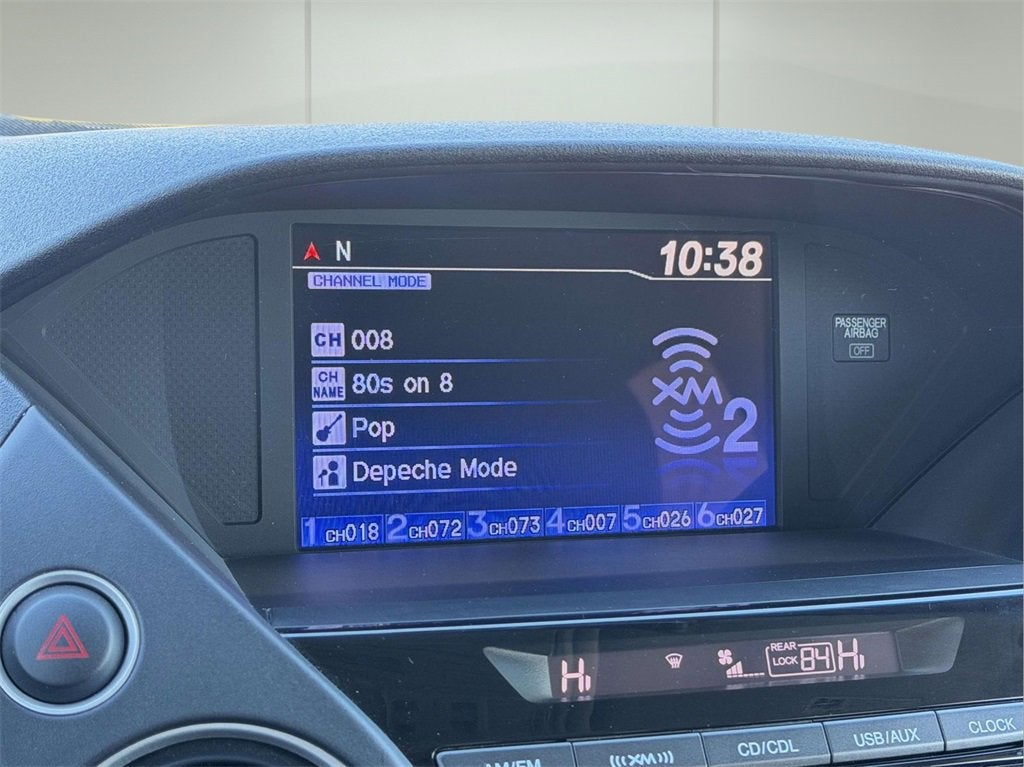 N 10:38
CHANNEL MODE
CH 008
CH NAME 80s on 8
Pop
Depeche Mode
XM 2
1 CH018 2 CH072 3 CH073 4 CH007 5 CH026 6 CH027
PASSENGER
AIRBAG
OFF
Hi REAR LOCK 84 Hi
AM/FM (((XM))) CD/CDL USB/AUX CLOCK